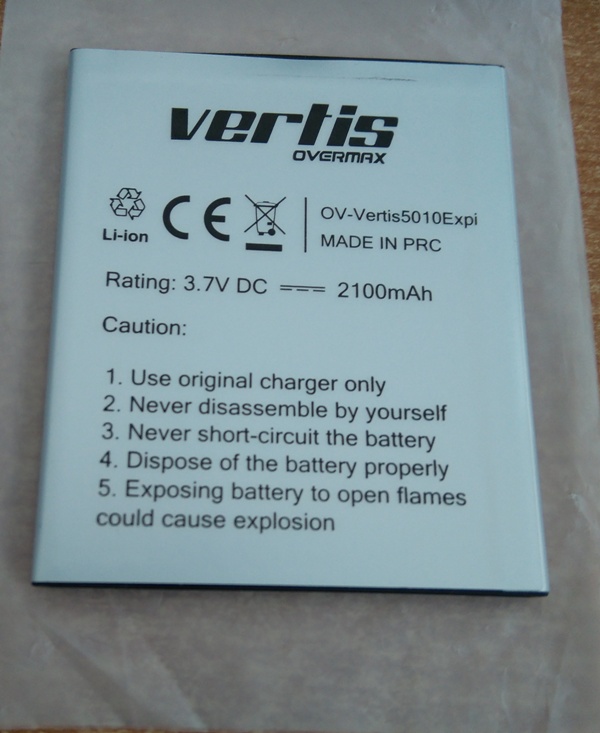 vertis
OVERMAX
Li-ion
CE
OV-Vertis5010Expi
MADE IN PRC
Rating: 3.7V DC 2100mAh
Caution:
1. Use original charger only
2. Never disassemble by yourself
3. Never short-circuit the battery
4. Dispose of the battery properly
5. Exposing battery to open flames
could cause explosion